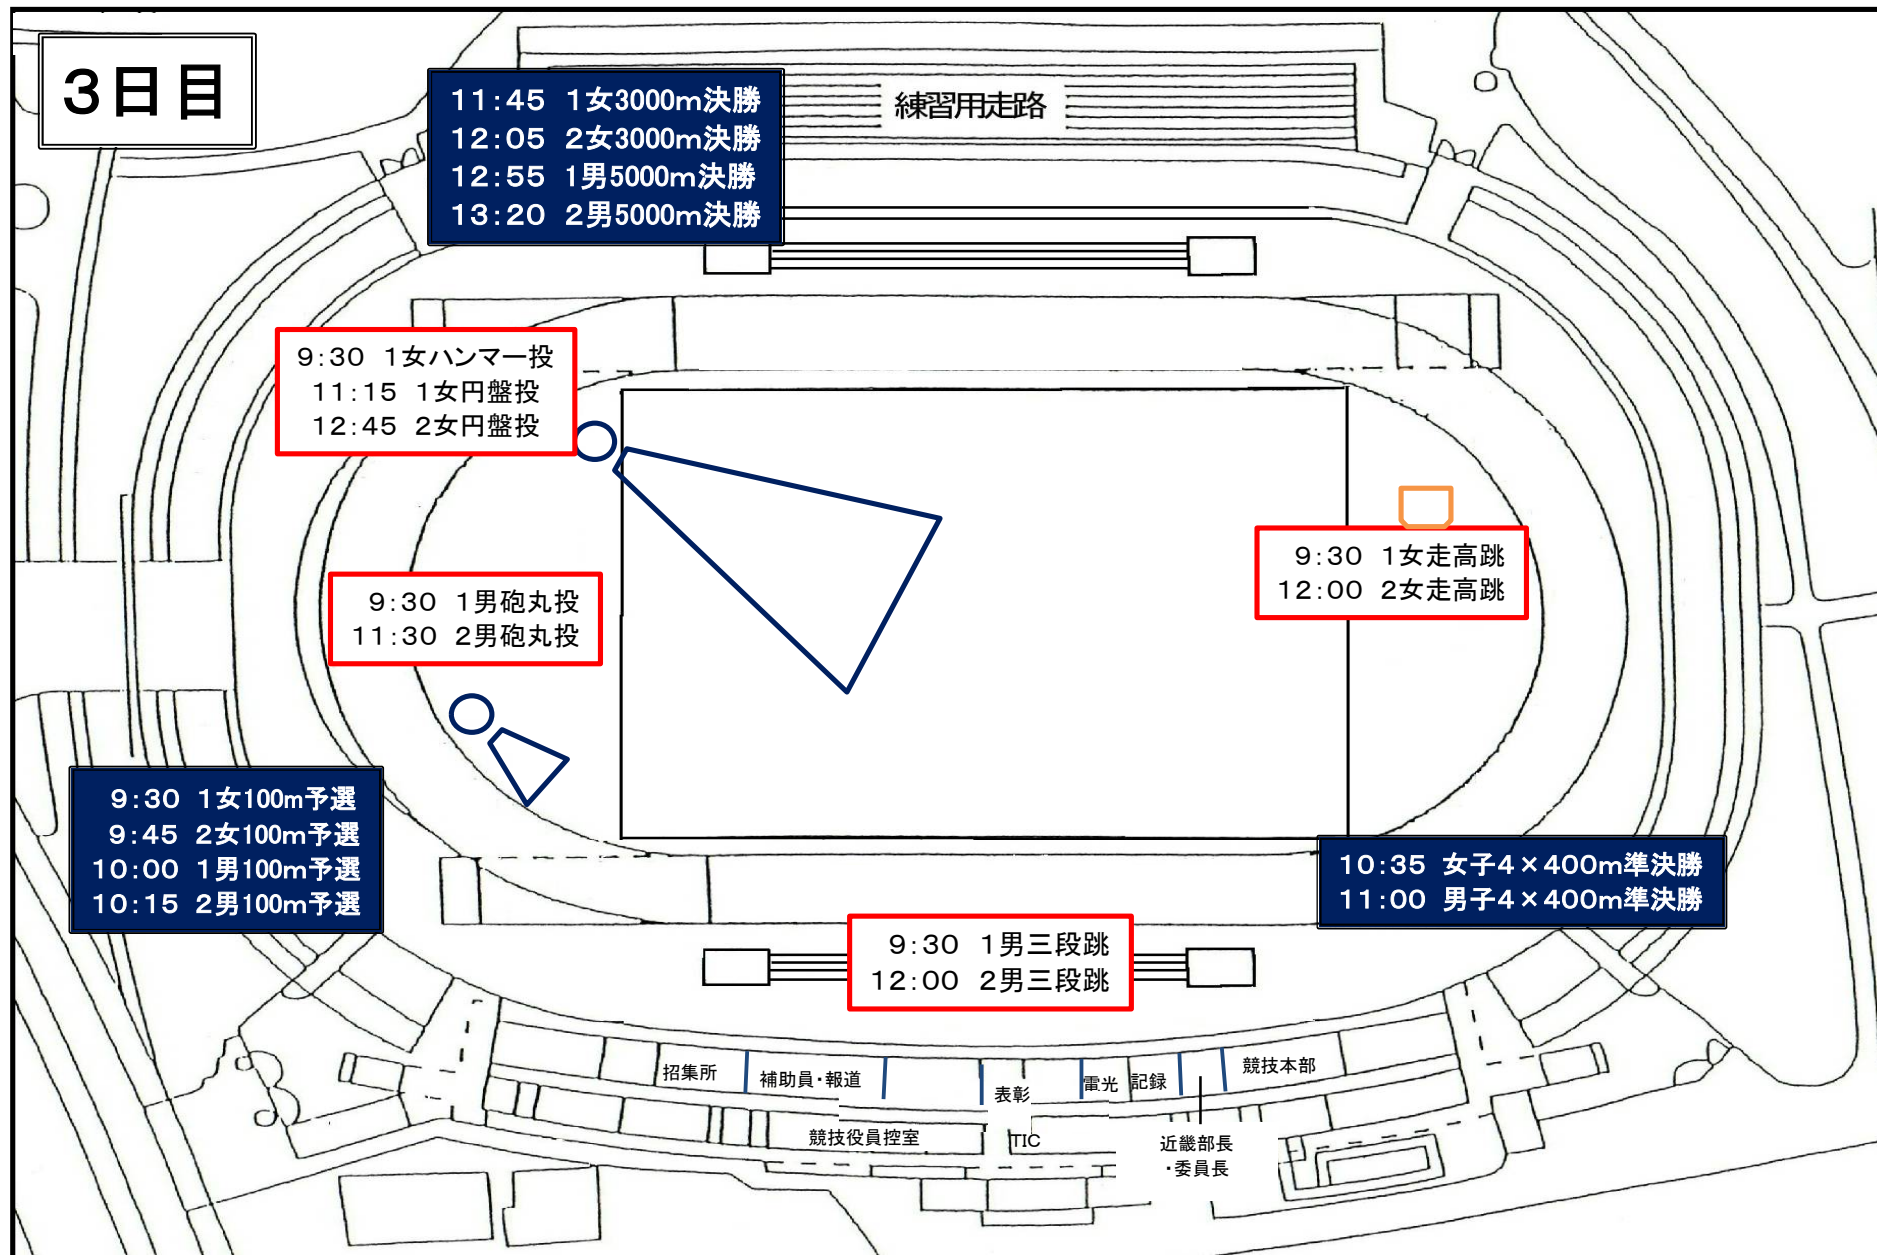 3日目
11:45 1女3000m決勝
12:05 2女3000m決勝
12:55 1男5000m決勝
13:20 2男5000m決勝
練習用走路
9:30 1女ハンマー投
11:15 1女円盤投
12:45 2女円盤投
9:30 1女走高跳
12:00 2女走高跳
9:30 1男砲丸投
11:30 2男砲丸投
9:30 1女100m予選
9:45 2女100m予選
10:00 1男100m予選
10:15 2男100m予選
10:35 女子4×400m準決勝
11:00 男子4×400m準決勝
9:30 1男三段跳
12:00 2男三段跳
招集所
補助員・報道
表彰
雷光
記録
競技本部
競技役員控室
TIC
近畿部長
・委員長